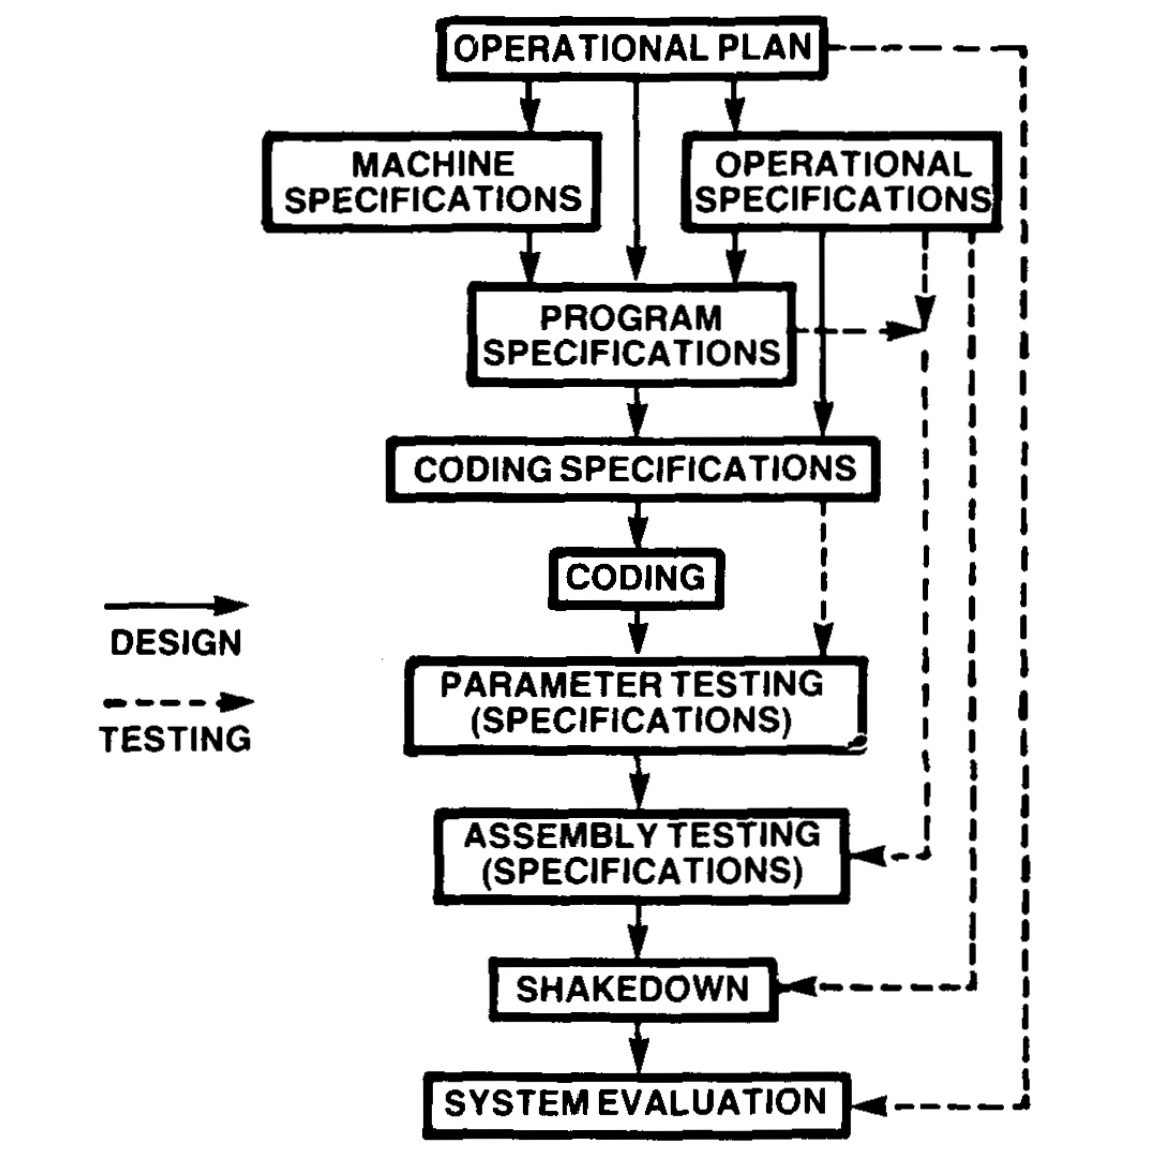 OPERATIONAL PLAN
MACHINE
SPECIFICATIONS
OPERATIONAL
SPECIFICATIONS
PROGRAM
SPECIFICATIONS
CODING SPECIFICATIONS
CODING
DESIGN
TESTING
PARAMETER TESTING
(SPECIFICATIONS)
ASSEMBLY TESTING
(SPECIFICATIONS)
SHAKEDOWN
SYSTEM EVALUATION